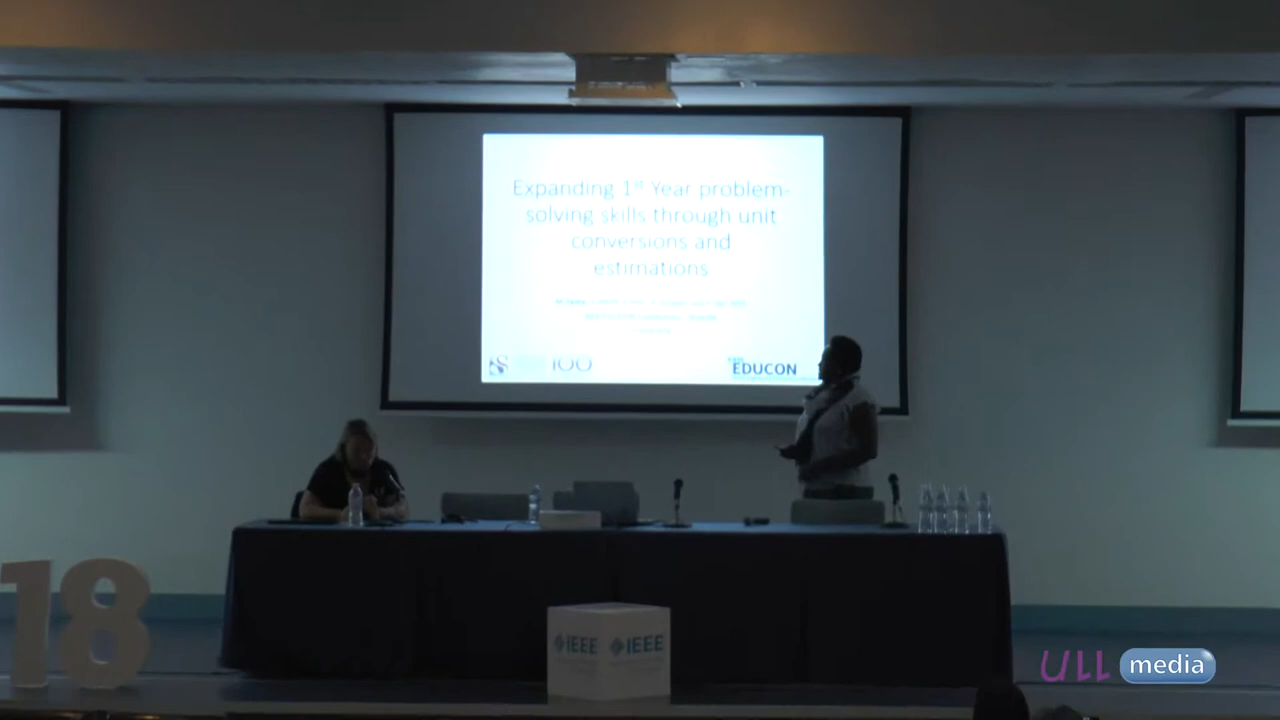 Expanding 1st Year problem-
solving skills through unit
conversions and
estimations
100
EDUCON
18
IEEE
IEEE
ULL media